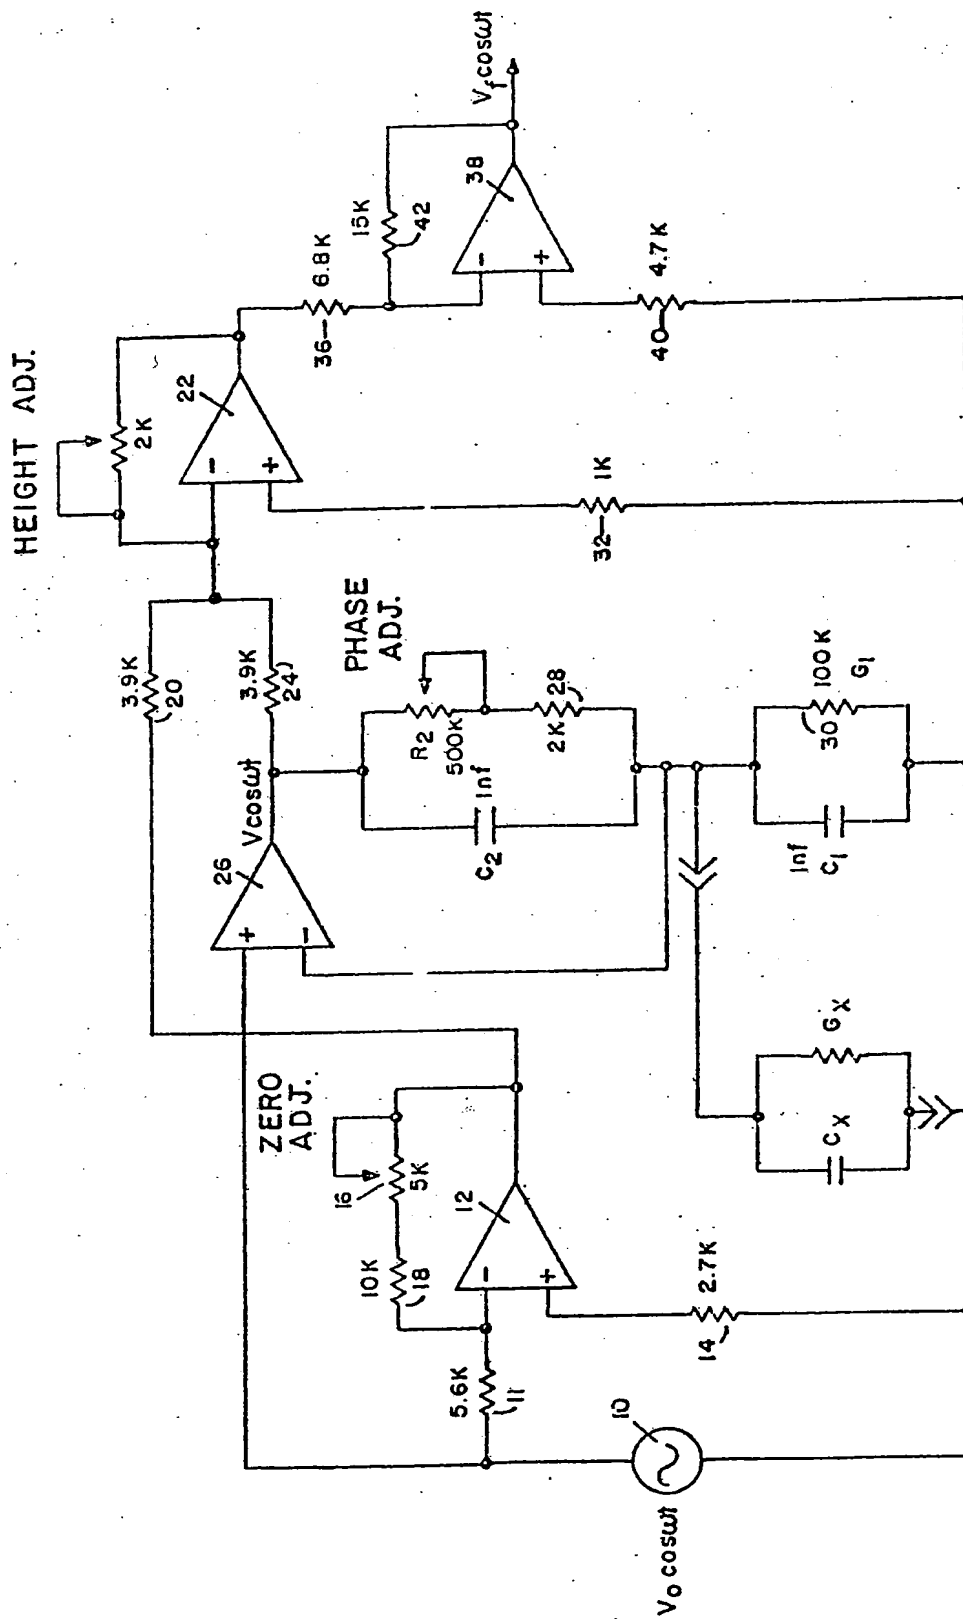 HEIGHT ADJ.
2K
22
6.8K
36
15K
42
38
V_f cosωt
4.7K
40
1K
32
3.9K
20
3.9K
24
PHASE
ADJ.
Vcosωt
26
R2
500K
28
2K
1nf
C2
100K
G1
30
1nf
C1
ZERO
ADJ.
16
5K
10K
18
12
5.6K
11
2.7K
14
GX
CX
10
Vo cosωt
+
-
-
+
-
+
-
+